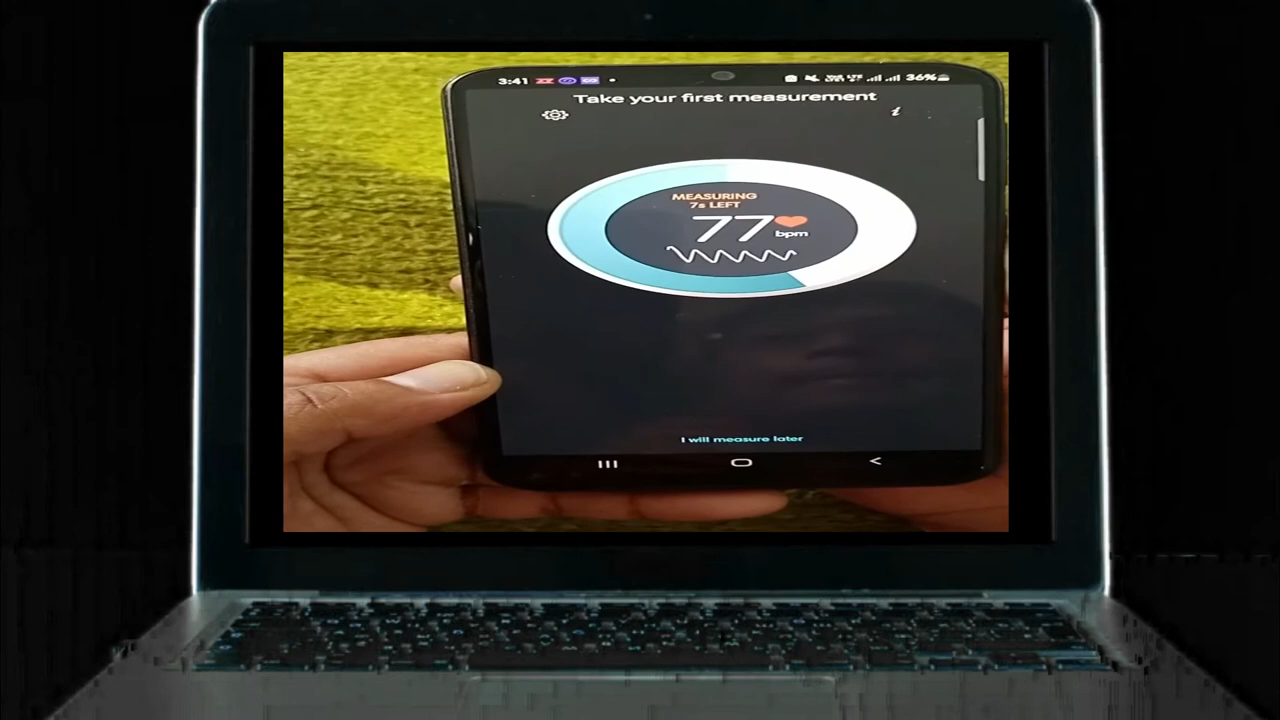 3:41
36%
Take your first measurement
i
MEASURING
7s LEFT
77
bpm
I will measure later